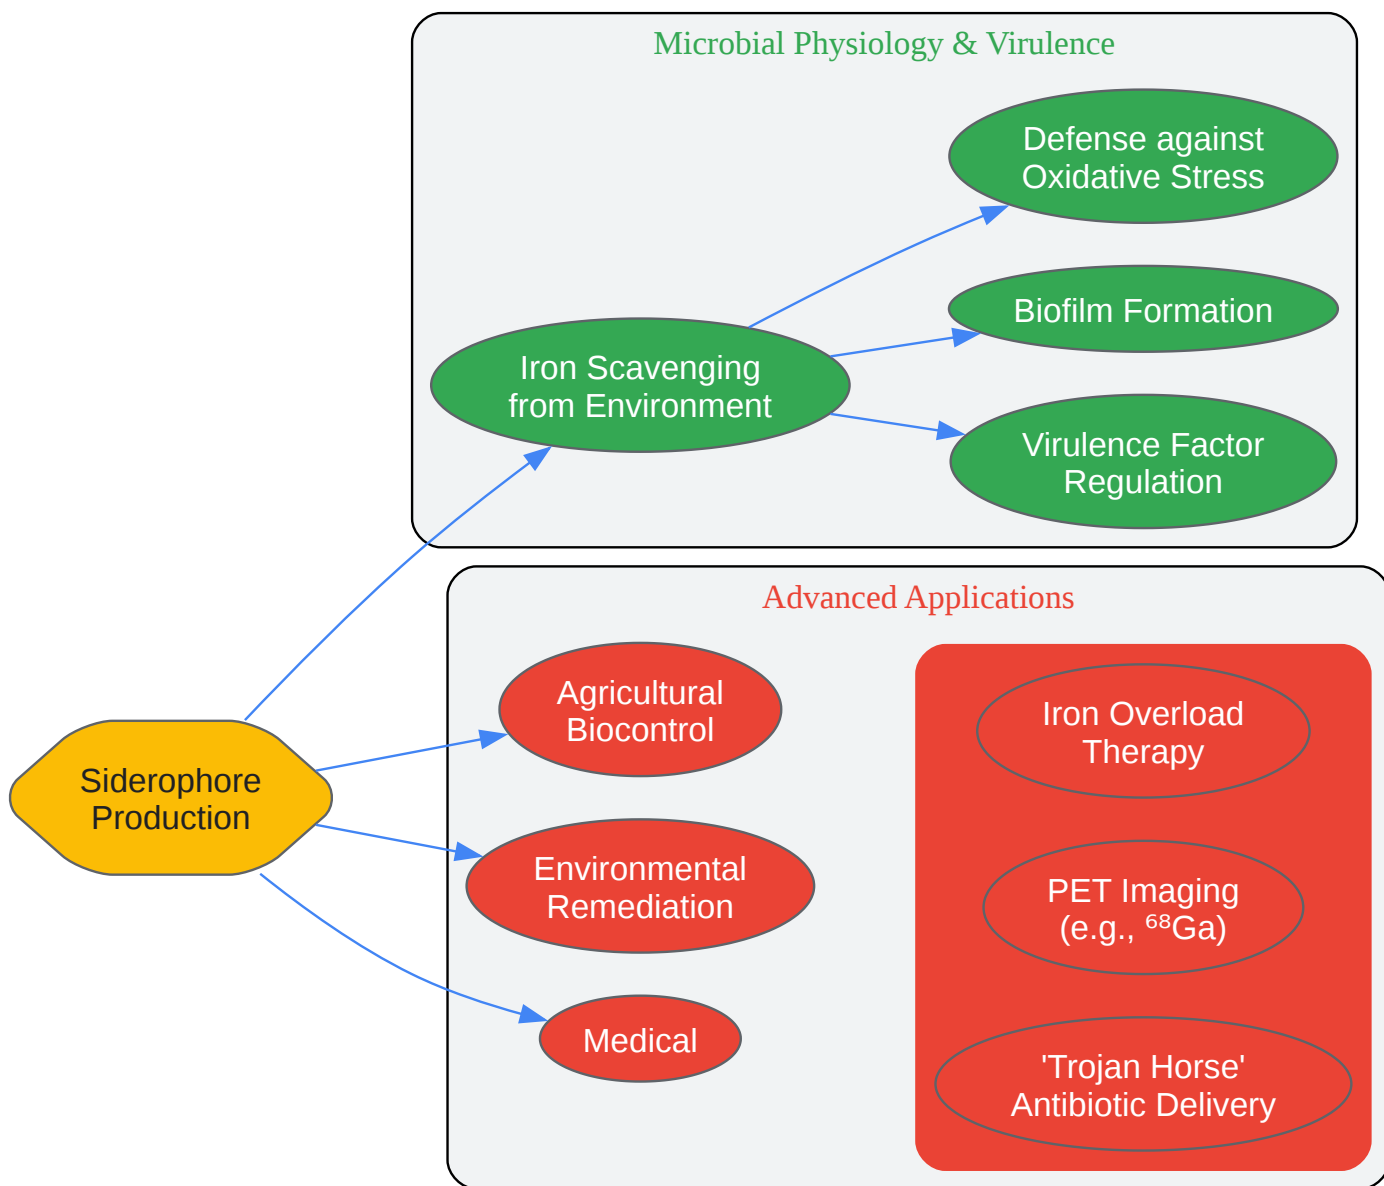 Microbial Physiology & Virulence
Defense against
Oxidative Stress
Biofilm Formation
Iron Scavenging
from Environment
Virulence Factor
Regulation
Advanced Applications
Agricultural
Biocontrol
Iron Overload
Therapy
Siderophore
Production
Environmental
Remediation
PET Imaging
(e.g., ⁶⁸Ga)
Medical
'Trojan Horse'
Antibiotic Delivery